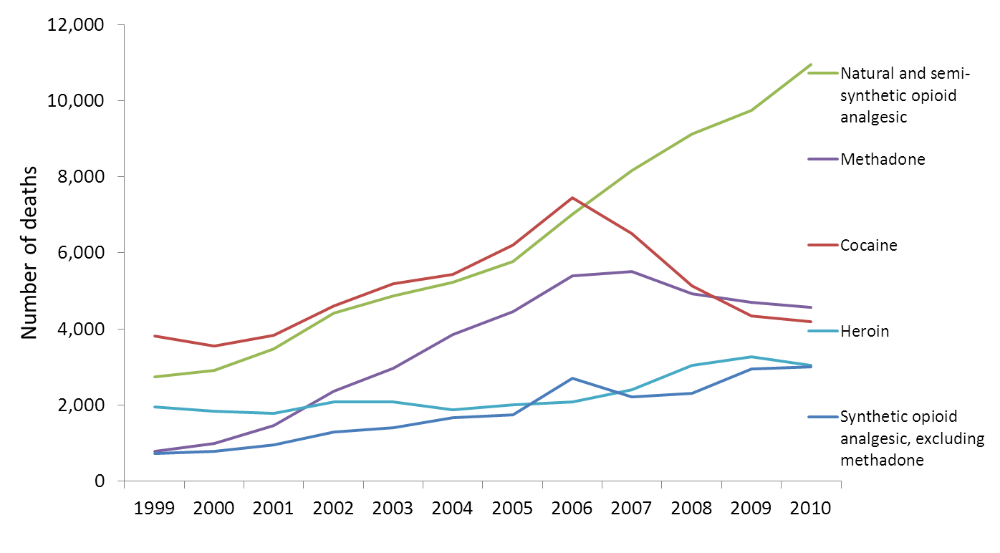 12,000
10,000
8,000
6,000
4,000
2,000
0
Number of deaths
1999 2000 2001 2002 2003 2004 2005 2006 2007 2008 2009 2010
Natural and semi-
synthetic opioid
analgesic
Methadone
Cocaine
Heroin
Synthetic opioid
analgesic, excluding
methadone